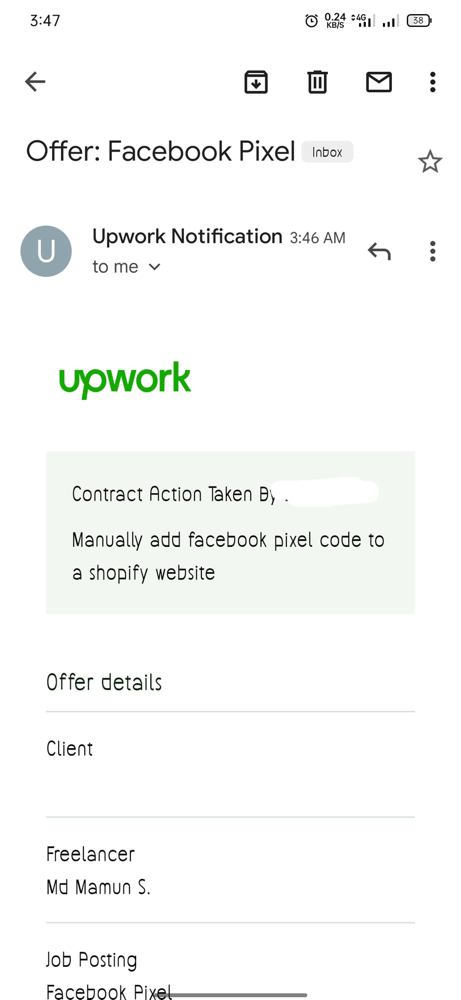 3:47
0.24
KB/S
4G
38
Offer: Facebook Pixel
Inbox
U
Upwork Notification 3:46 AM
to me
upwork
Contract Action Taken By
Manually add facebook pixel code to
a shopify website
Offer details
Client
Freelancer
Md Mamun S.
Job Posting
Facebook Pixel